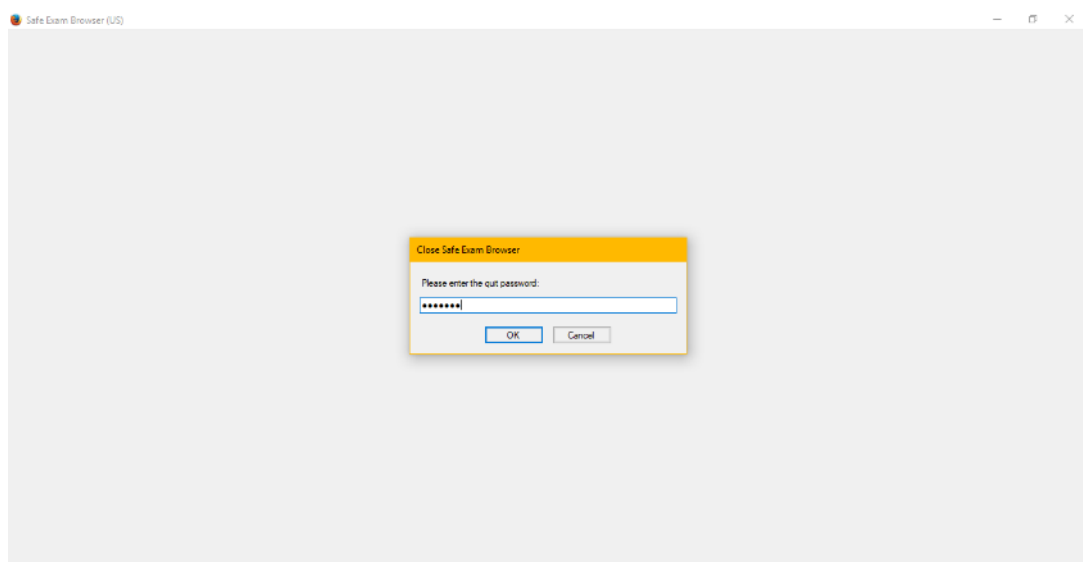 Safe Exam Browser (US)
Close Safe Exam Browser
Please enter the quit password:
•••••••
OK
Cancel